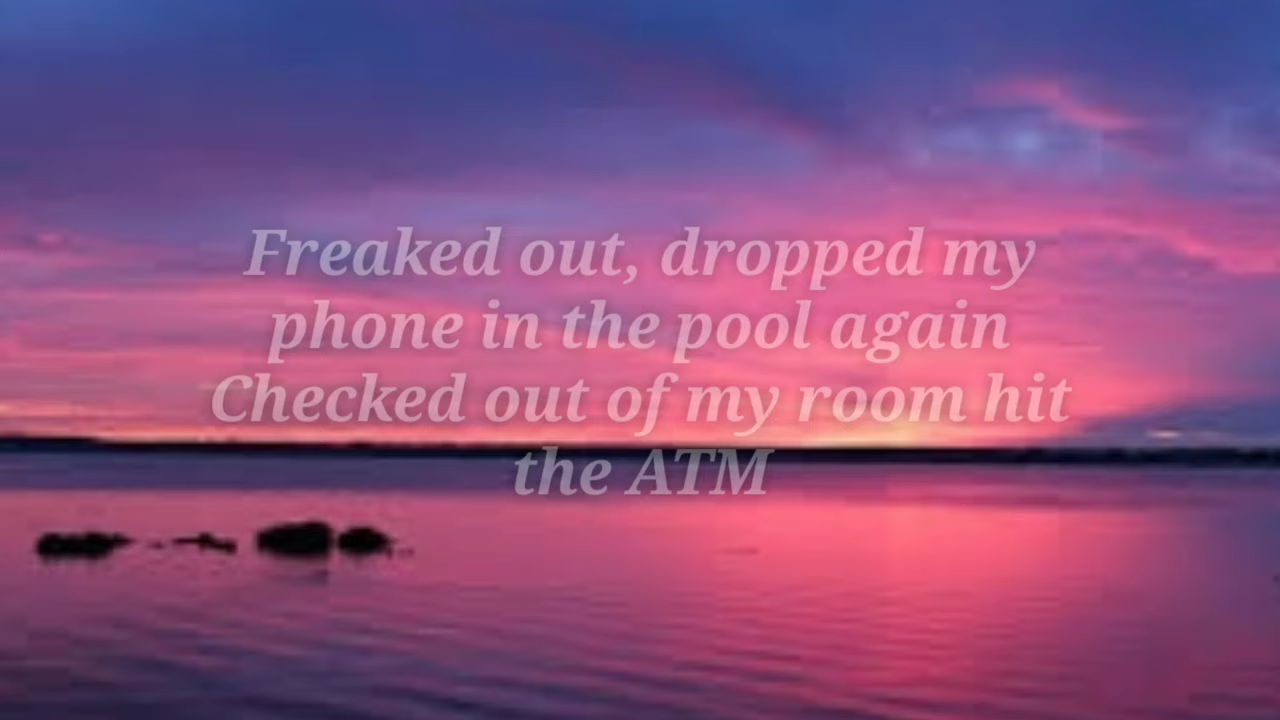 Freaked out, dropped my
phone in the pool again
Checked out of my room hit
the ATM